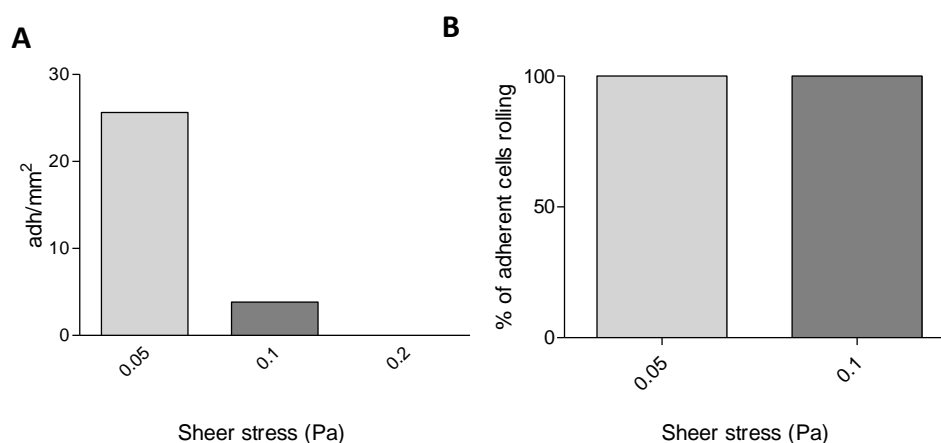 A
30
20
10
0
adh/mm²
0.05
0.1
0.2
Sheer stress (Pa)
B
100
50
0
% of adherent cells rolling
0.05
0.1
Sheer stress (Pa)